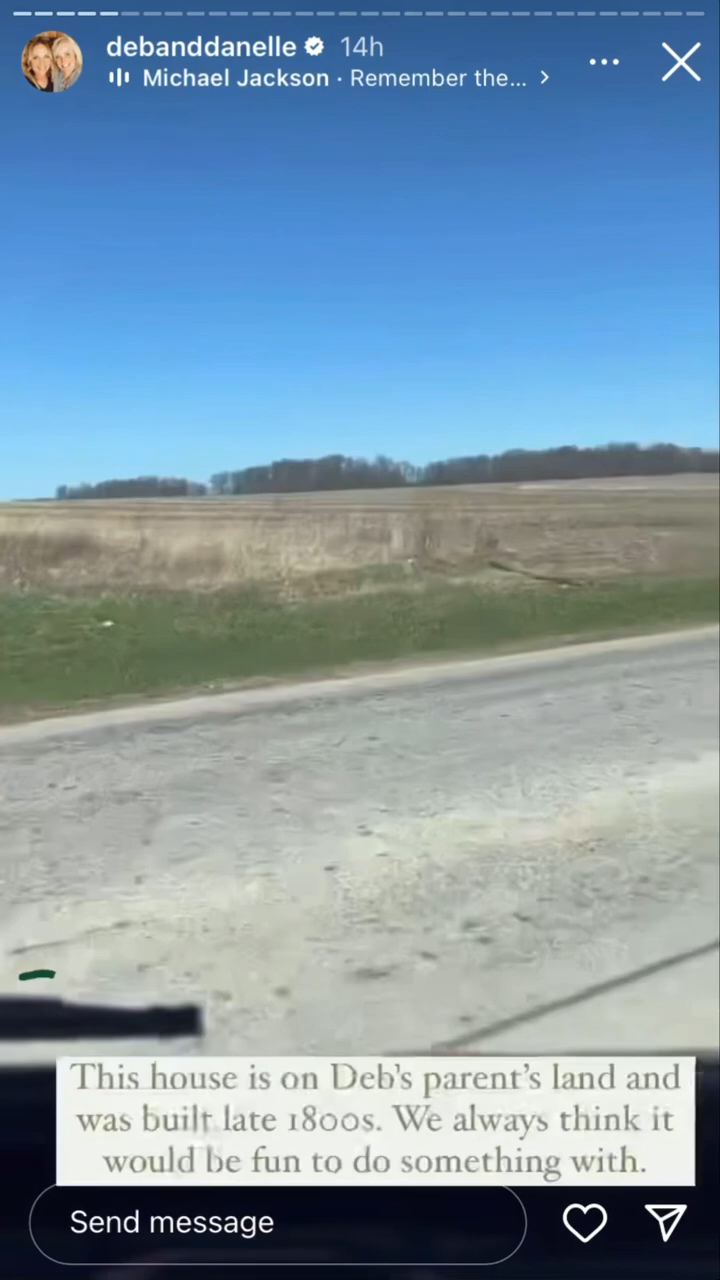 debanddanelle 14h
Michael Jackson · Remember the...
This house is on Deb's parent's land and
was built late 1800s. We always think it
would be fun to do something with.
Send message